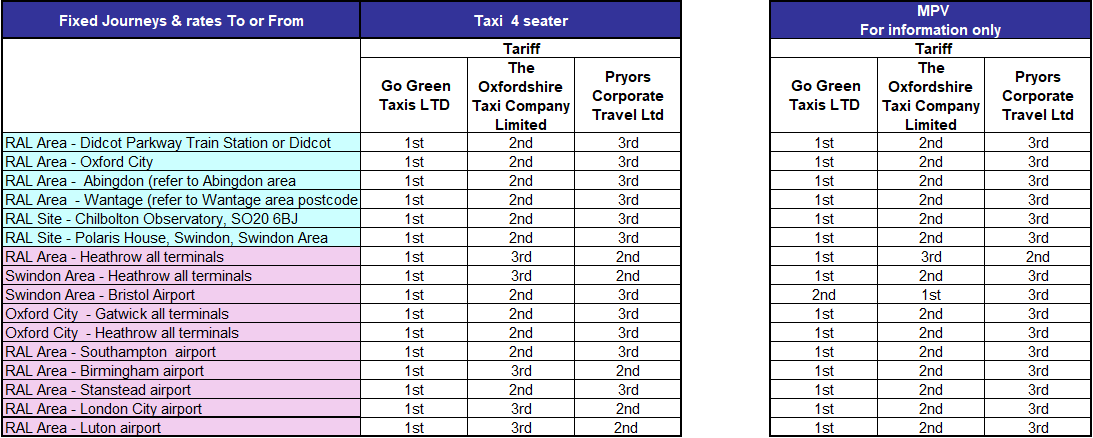 Fixed Journeys & rates To or From Taxi 4 seater MPV
For information only
Tariff Tariff
Go Green Taxis LTD The Oxfordshire Taxi Company Limited Pryors Corporate Travel Ltd Go Green Taxis LTD The Oxfordshire Taxi Company Limited Pryors Corporate Travel Ltd
RAL Area - Didcot Parkway Train Station or Didcot 1st 2nd 3rd 1st 2nd 3rd
RAL Area - Oxford City 1st 2nd 3rd 1st 2nd 3rd
RAL Area - Abingdon (refer to Abingdon area 1st 2nd 3rd 1st 2nd 3rd
RAL Area - Wantage (refer to Wantage area postcode 1st 2nd 3rd 1st 2nd 3rd
RAL Site - Chilbolton Observatory, SO20 6BJ 1st 2nd 3rd 1st 2nd 3rd
RAL Site - Polaris House, Swindon, Swindon Area 1st 2nd 3rd 1st 2nd 3rd
RAL Area - Heathrow all terminals 1st 3rd 2nd 1st 3rd 2nd
Swindon Area - Heathrow all terminals 1st 3rd 2nd 1st 2nd 3rd
Swindon Area - Bristol Airport 1st 2nd 3rd 2nd 1st 3rd
Oxford City - Gatwick all terminals 1st 2nd 3rd 1st 2nd 3rd
Oxford City - Heathrow all terminals 1st 2nd 3rd 1st 2nd 3rd
RAL Area - Southampton airport 1st 2nd 3rd 1st 2nd 3rd
RAL Area - Birmingham airport 1st 3rd 2nd 1st 2nd 3rd
RAL Area - Stanstead airport 1st 2nd 3rd 1st 2nd 3rd
RAL Area - London City airport 1st 3rd 2nd 1st 2nd 3rd
RAL Area - Luton airport 1st 3rd 2nd 1st 2nd 3rd